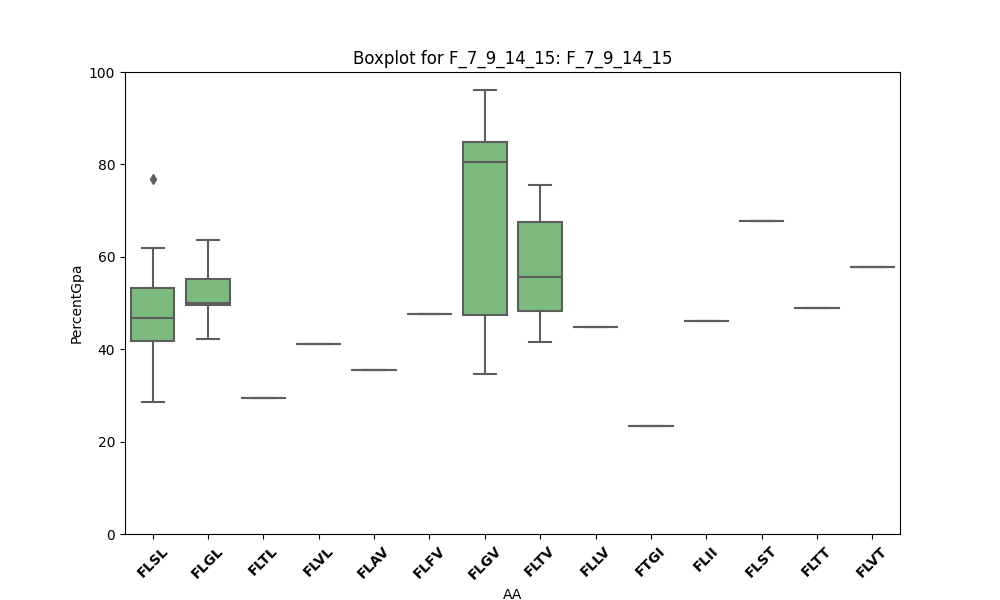 Boxplot for F_7_9_14_15: F_7_9_14_15
100
80
60
40
20
0
PercentGpa
FLSL
FLGL
FLTL
FLVL
FLAV
FLFV
FLGV
FLTV
FLLV
FTGI
FLII
FLST
FLTT
FLVT
AA